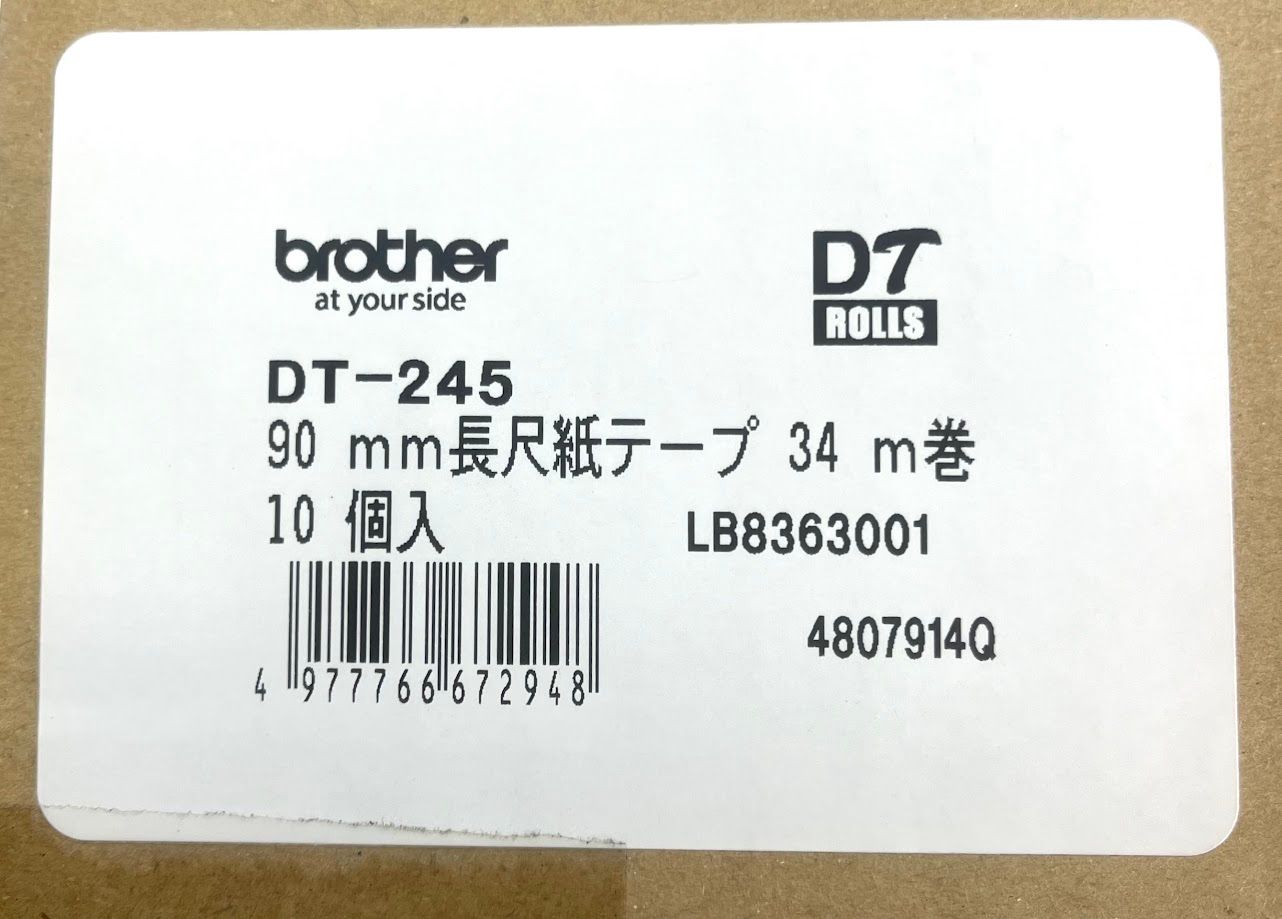 brother
at your side
DT
ROLLS
DT-245
90 mm長尺紙テープ 34 m巻
10 個入
LB8363001
4807914Q
4 977766 672948